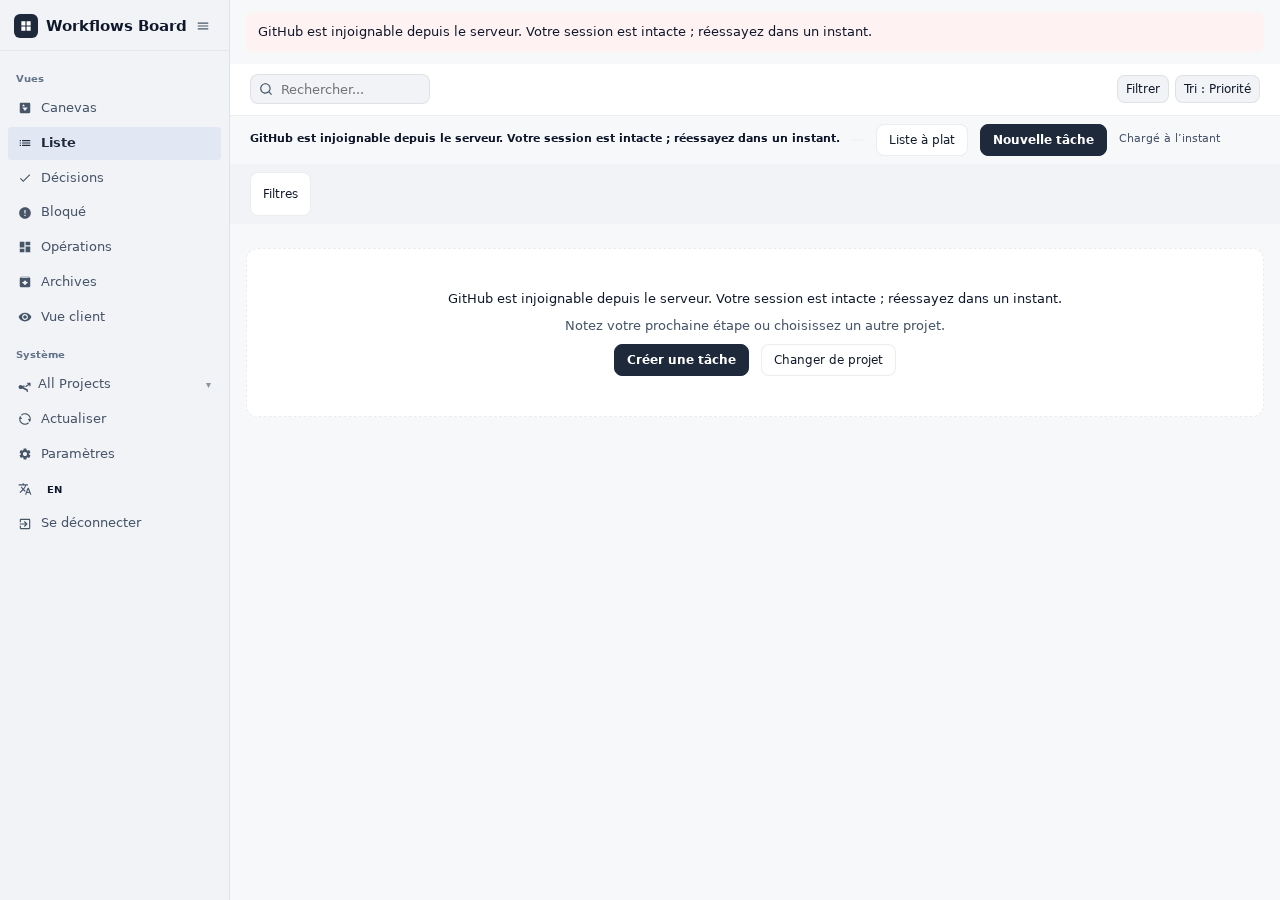 Workflows Board
Vues
Canevas
Liste
Décisions
Bloqué
Opérations
Archives
Vue client
Système
All Projects
Actualiser
Paramètres
EN
Se déconnecter
GitHub est injoignable depuis le serveur. Votre session est intacte ; réessayez dans un instant.
Rechercher...
Filtrer
Tri : Priorité
GitHub est injoignable depuis le serveur. Votre session est intacte ; réessayez dans un instant.
Liste à plat
Nouvelle tâche
Chargé à l’instant
Filtres
GitHub est injoignable depuis le serveur. Votre session est intacte ; réessayez dans un instant.
Notez votre prochaine étape ou choisissez un autre projet.
Créer une tâche
Changer de projet